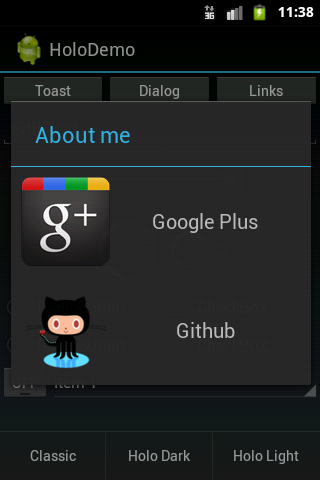 3G
11:38
HoloDemo
Toast
Dialog
Links
About me
g+
Google Plus
Github
Item 1
Classic
Holo Dark
Holo Light